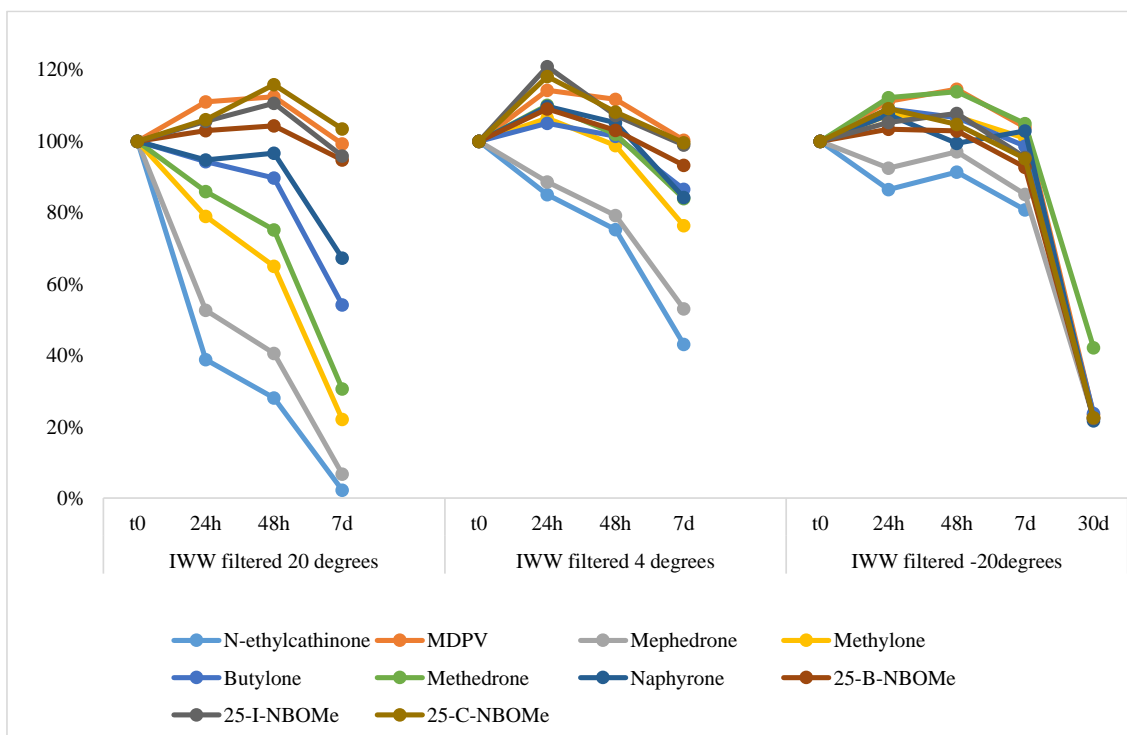 120%
100%
80%
60%
40%
20%
0%
t0 24h 48h 7d t0 24h 48h 7d t0 24h 48h 7d 30d
IWW filtered 20 degrees IWW filtered 4 degrees IWW filtered -20degrees
N-ethylcathinone MDPV Mephedrone Methylone
Butylone Methedrone Naphyrone 25-B-NBOMe
25-I-NBOMe 25-C-NBOMe